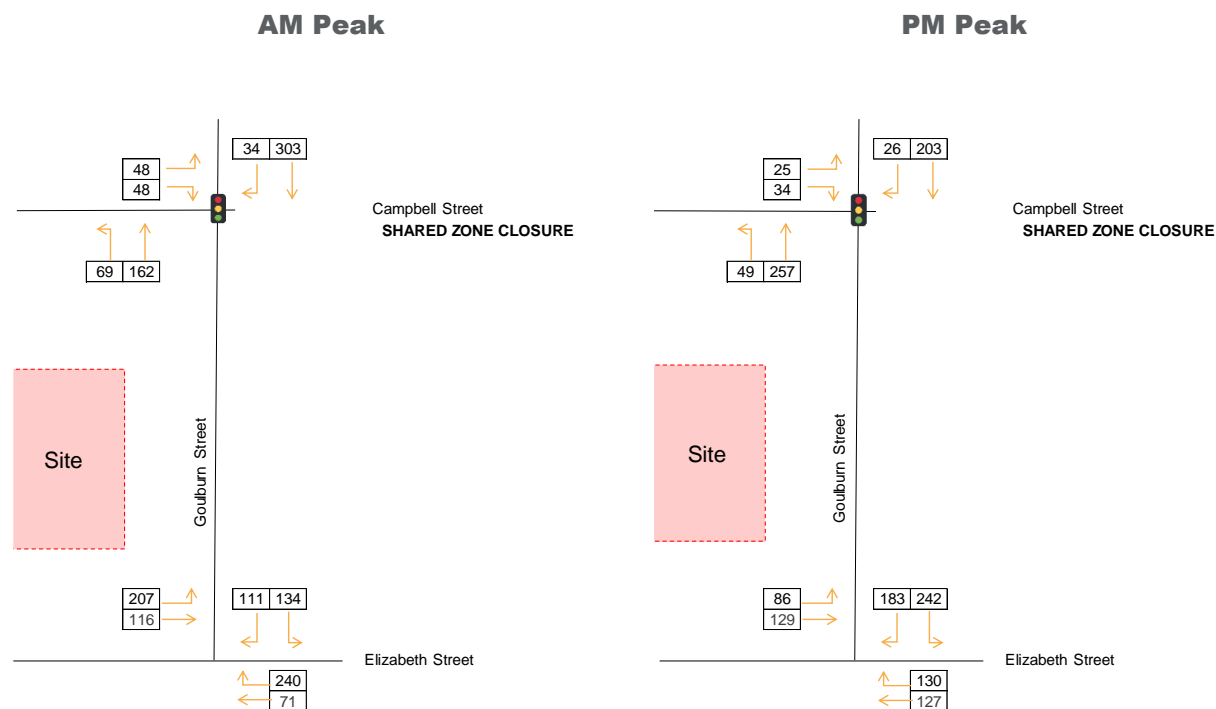 AM Peak
PM Peak
34 303
48
48
Campbell Street
SHARED ZONE CLOSURE
69 162
Site
Goulburn Street
207
116
111 134
Elizabeth Street
240
71
26 203
25
34
Campbell Street
SHARED ZONE CLOSURE
49 257
Site
Goulburn Street
86
129
183 242
Elizabeth Street
130
127